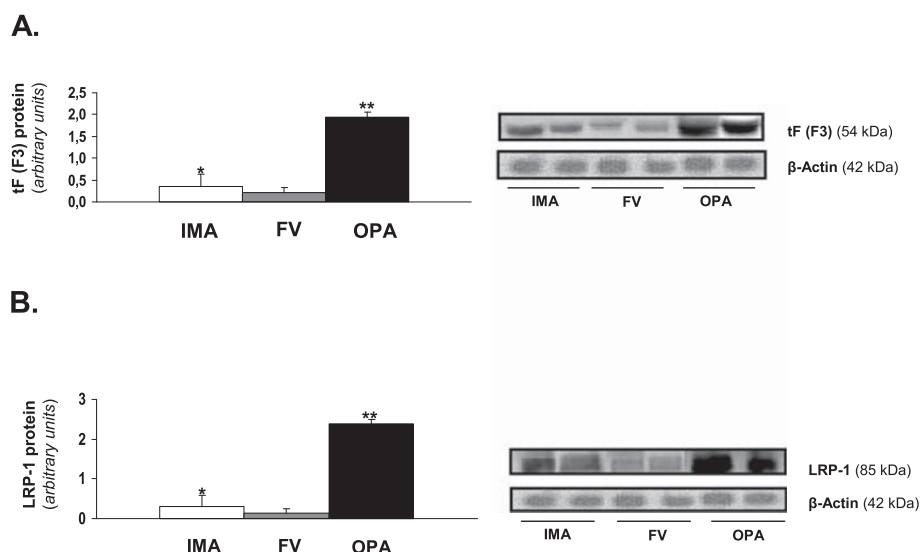 A.
tF (F3) protein
(arbitrary units)
2,5
2,0
1,5
1,0
0,5
0,0
*
**
IMA FV OPA
tF (F3) (54 kDa)
β-Actin (42 kDa)
IMA FV OPA
B.
LRP-1 protein
(arbitrary units)
3
2
1
0
*
**
IMA FV OPA
LRP-1 (85 kDa)
β-Actin (42 kDa)
IMA FV OPA